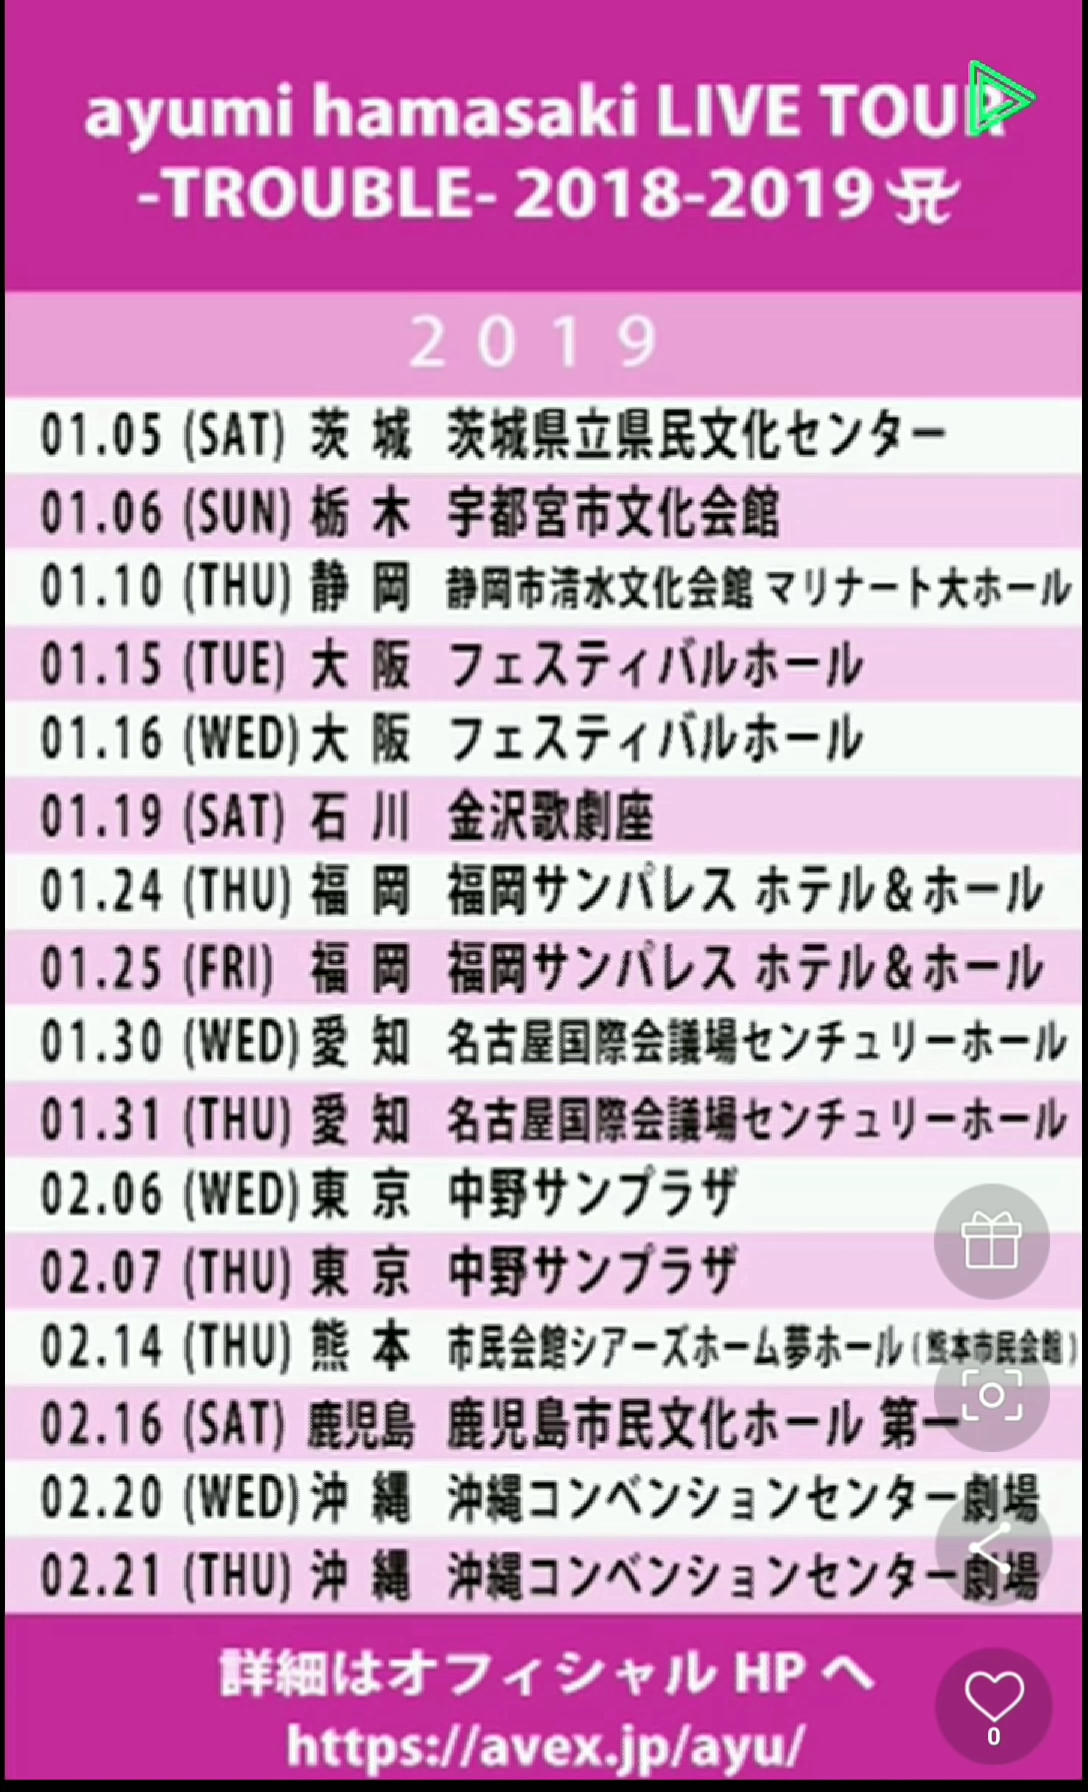 ayumi hamasaki LIVE TOUR
-TROUBLE- 2018-2019
2019
01.05 (SAT) 茨城 茨城県立県民文化センター
01.06 (SUN) 栃木 宇都宮市文化会館
01.10 (THU) 静岡 静岡市清水文化会館 マリナート大ホール
01.15 (TUE) 大阪 フェスティバルホール
01.16 (WED) 大阪 フェスティバルホール
01.19 (SAT) 石川 金沢歌劇座
01.24 (THU) 福岡 福岡サンパレス ホテル&ホール
01.25 (FRI) 福岡 福岡サンパレス ホテル&ホール
01.30 (WED) 愛知 名古屋国際会議場センチュリーホール
01.31 (THU) 愛知 名古屋国際会議場センチュリーホール
02.06 (WED) 東京 中野サンプラザ
02.07 (THU) 東京 中野サンプラザ
02.14 (THU) 熊本 市民会館シアーズホーム夢ホール (熊本市民会館)
02.16 (SAT) 鹿児島 鹿児島市民文化ホール 第一
02.20 (WED) 沖縄 沖縄コンベンションセンター劇場
02.21 (THU) 沖縄 沖縄コンベンションセンター劇場
詳細はオフィシャル HP へ
https://avex.jp/ayu/
0